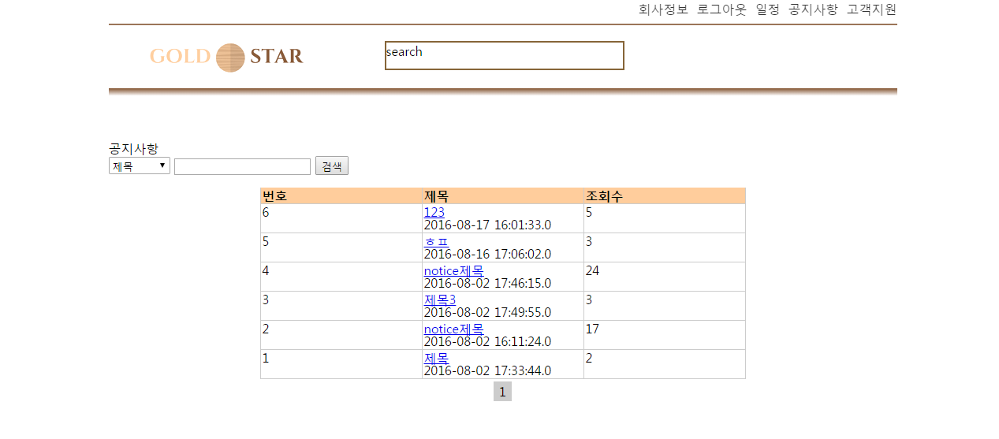 회사정보 로그아웃 일정 공지사항 고객지원
GOLD STAR
search
공지사항
제목 검색
번호 제목 조회수
6 123 5
2016-08-17 16:01:33.0
5 ㅎㅍ 3
2016-08-16 17:06:02.0
4 notice제목 24
2016-08-02 17:46:15.0
3 제목3 3
2016-08-02 17:49:55.0
2 notice제목 17
2016-08-02 16:11:24.0
1 제목 2
2016-08-02 17:33:44.0
1